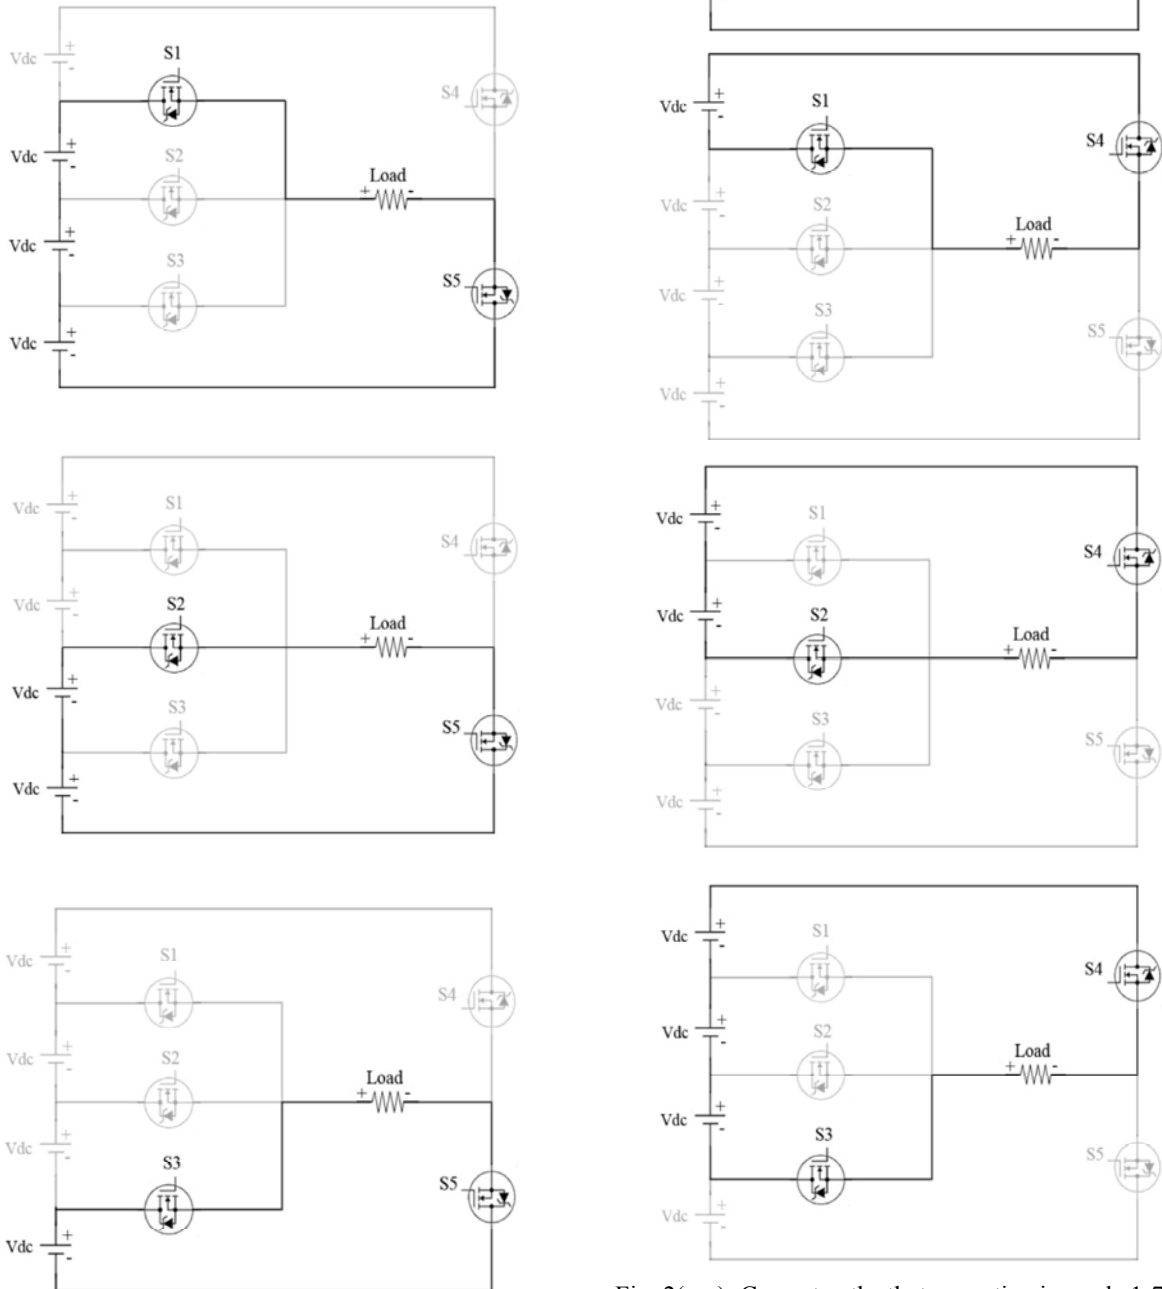 Vdc + -
S1
S4
Vdc + -
S2
+ Load -
Vdc + -
S3
S5
Vdc + -
Vdc + -
S1
S4
Vdc + -
S2
+ Load -
Vdc + -
S3
S5
Vdc + -
Vdc + -
S1
S4
Vdc + -
S2
+ Load -
Vdc + -
S3
S5
Vdc + -
Vdc + -
S1
S4
Vdc + -
S2
+ Load -
Vdc + -
S3
S5
Vdc + -
Vdc + -
S1
S4
Vdc + -
S2
+ Load -
Vdc + -
S3
S5
Vdc + -
Vdc + -
S1
S4
Vdc + -
S2
+ Load -
Vdc + -
S3
S5
Vdc + -